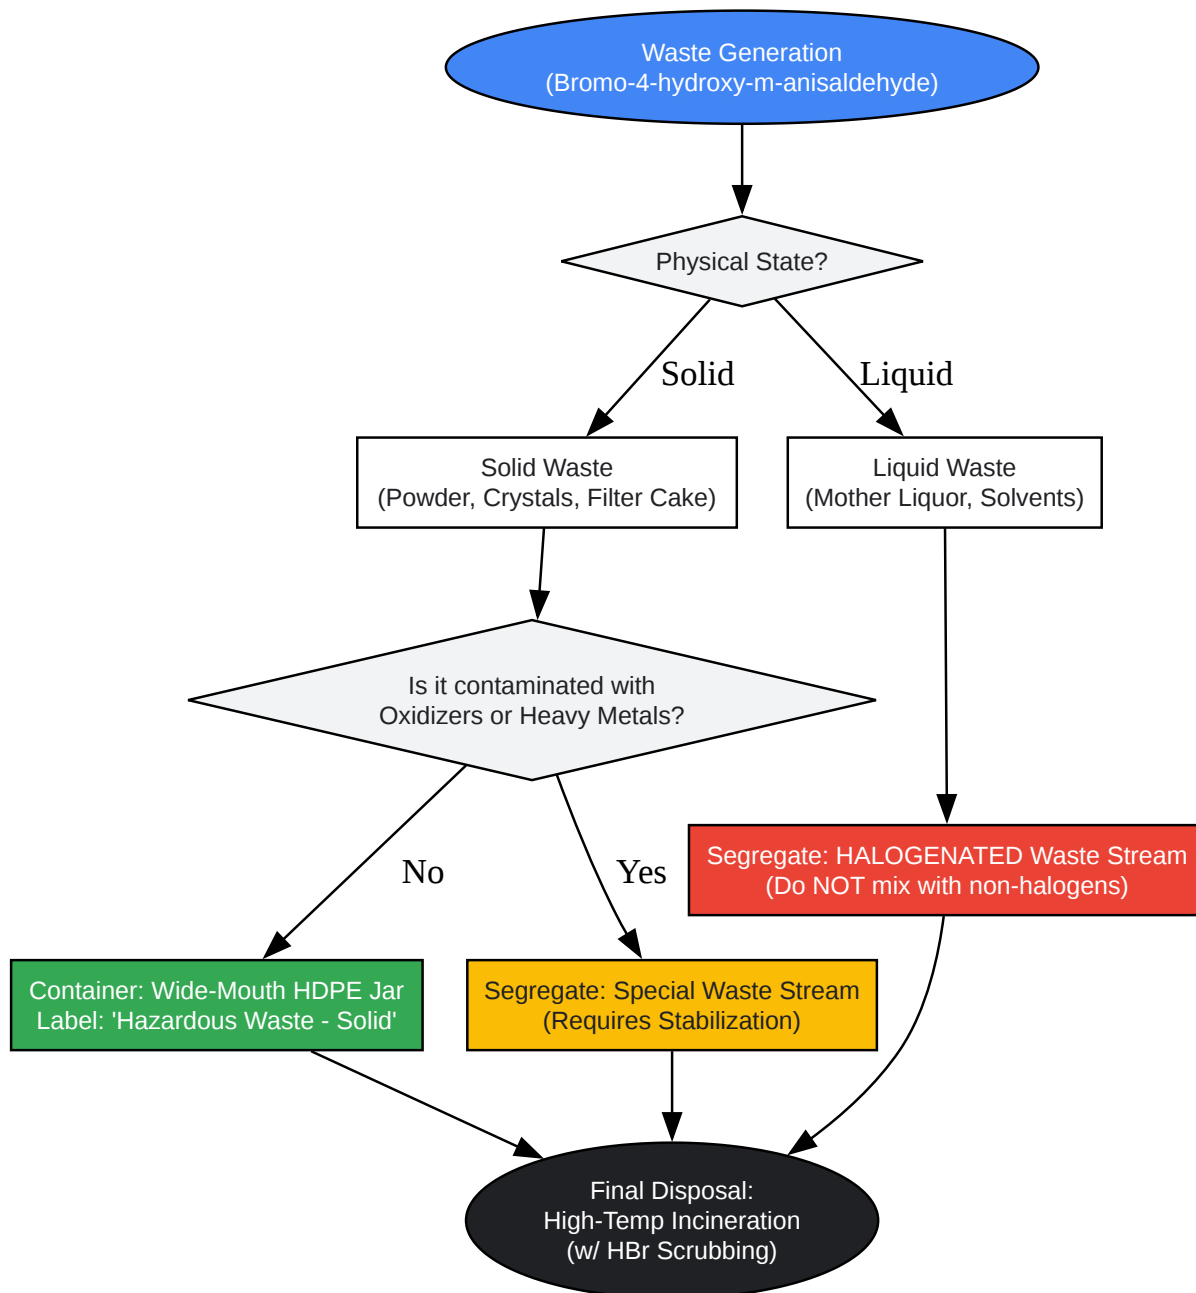 Waste Generation
(Bromo-4-hydroxy-m-anisaldehyde)
Physical State?
Solid
Liquid
Solid Waste
(Powder, Crystals, Filter Cake)
Liquid Waste
(Mother Liquor, Solvents)
Is it contaminated with
Oxidizers or Heavy Metals?
No
Yes
Segregate: HALOGENATED Waste Stream
(Do NOT mix with non-halogens)
Container: Wide-Mouth HDPE Jar
Label: 'Hazardous Waste - Solid'
Segregate: Special Waste Stream
(Requires Stabilization)
Final Disposal:
High-Temp Incineration
(w/ HBr Scrubbing)